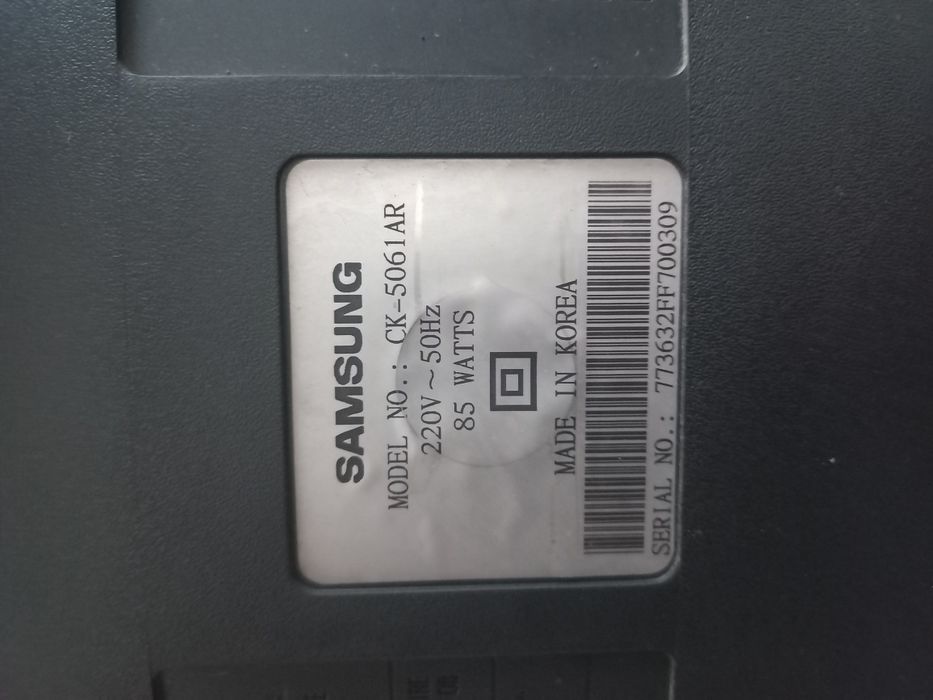 SAMSUNG
MODEL NO.: CK-5061AR
220V~50Hz
85 WATTS
MADE IN KOREA
SERIAL NO.: 773632FF700309